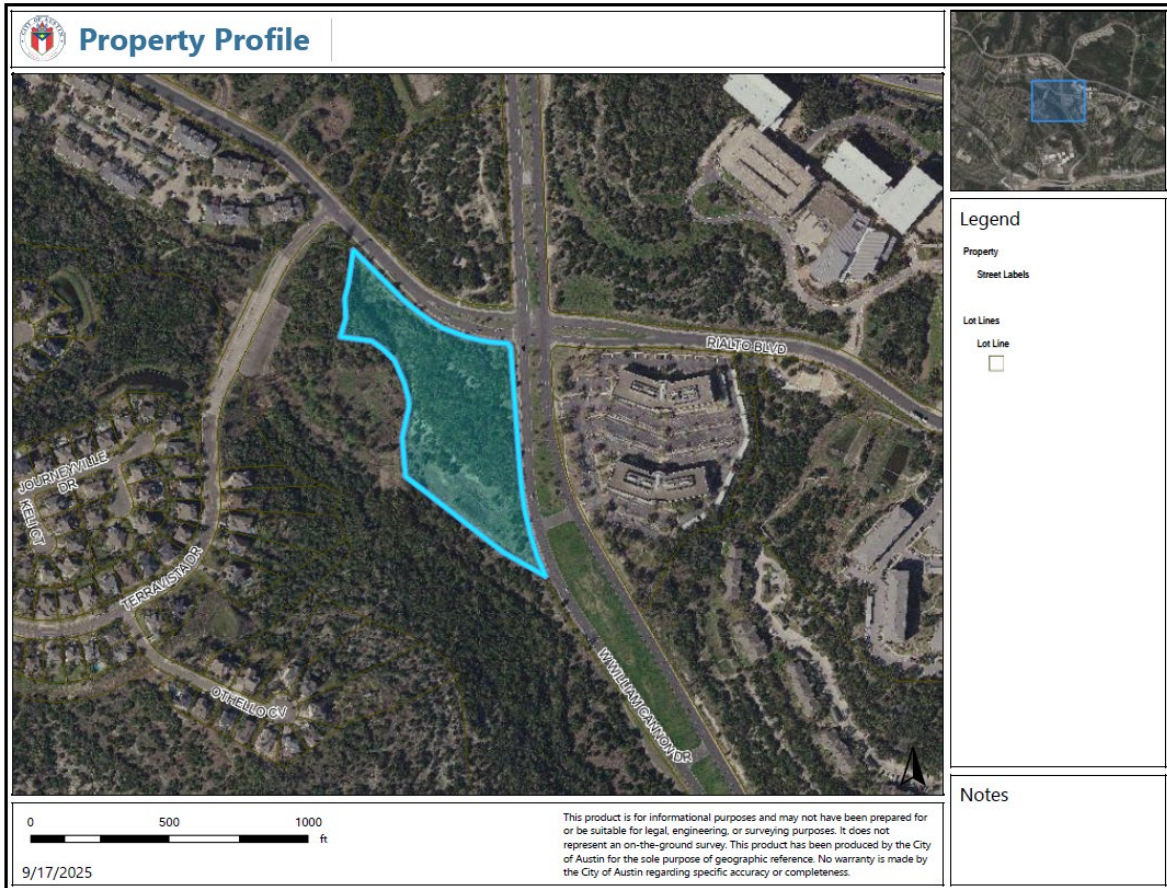 CITY OF AUSTIN
Property Profile
RIALTO BLVD
JOURNEYVILLE
DR
KELI CT
TERRAVISTA DR
OTHELLO CV
W WILLIAM CANNON DR
Legend
Property
Street Labels
Lot Lines
Lot Line
Notes
0 500 1000
ft
9/17/2025
This product is for informational purposes and may not have been prepared for
or be suitable for legal, engineering, or surveying purposes. It does not
represent an on-the-ground survey. This product has been produced by the City
of Austin for the sole purpose of geographic reference. No warranty is made by
the City of Austin regarding specific accuracy or completeness.